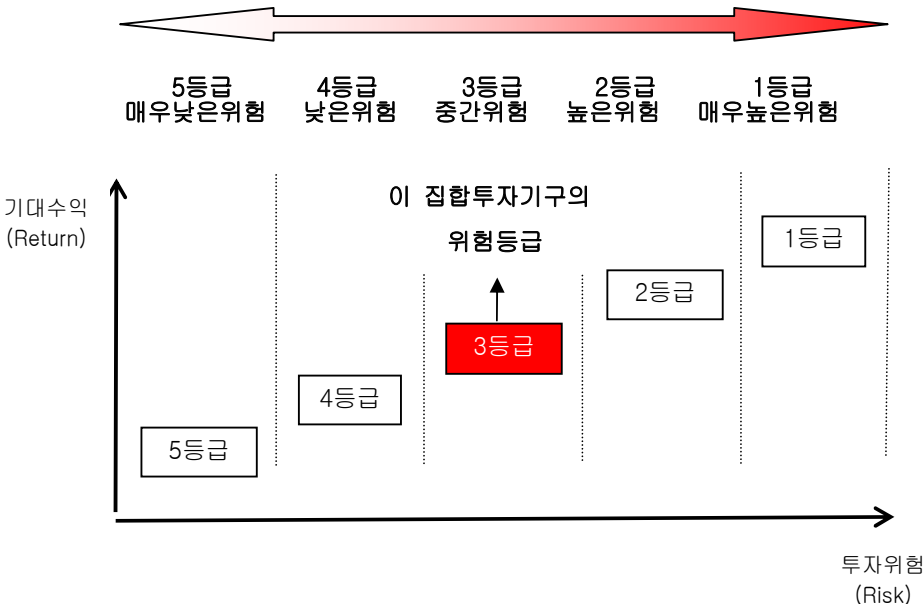 5등급 4등급 3등급 2등급 1등급
매우낮은위험 낮은위험 중간위험 높은위험 매우높은위험
기대수익
(Return)
이 집합투자기구의
위험등급
1등급
2등급
3등급
4등급
5등급
투자위험
(Risk)